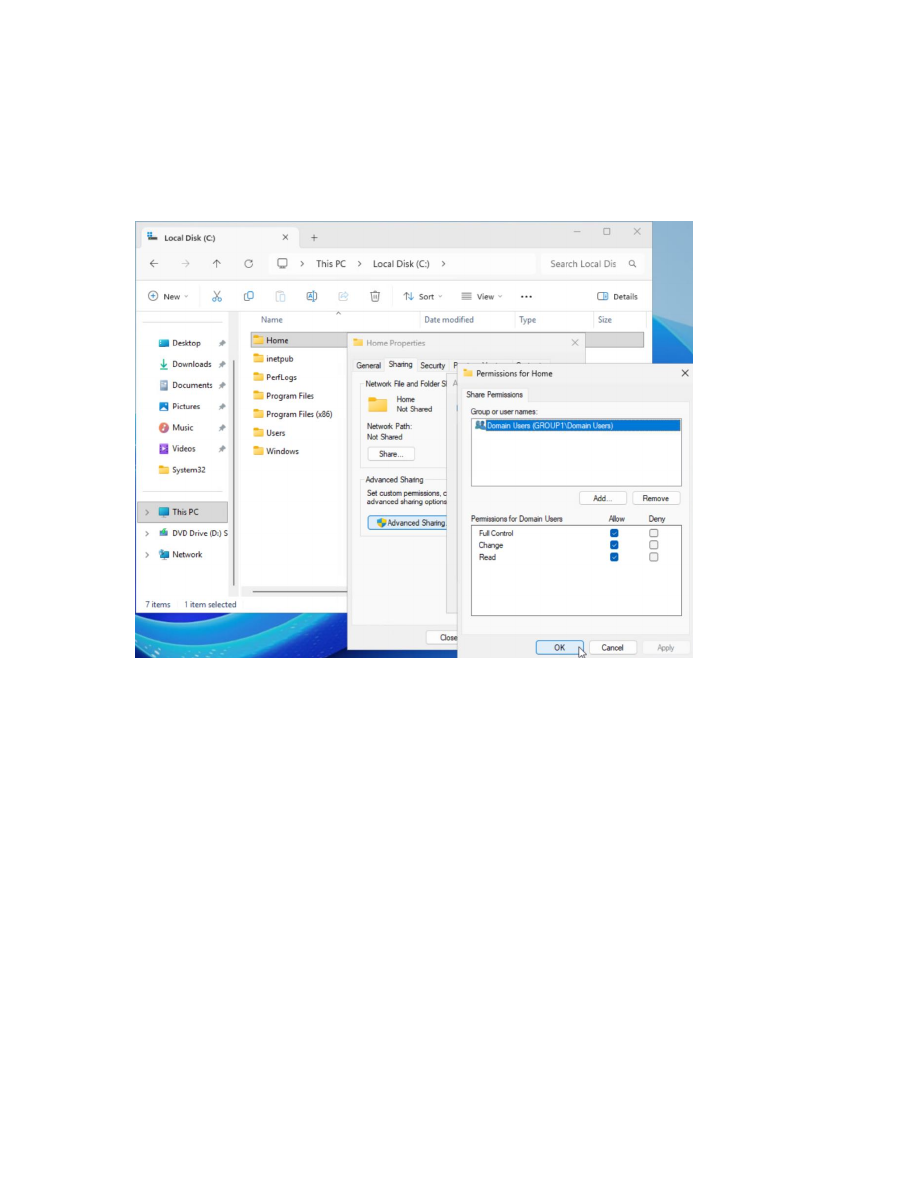 Local Disk (C:)
This PC > Local Disk (C:) >
Search Local Dis
New
Sort
View
Details
Name
Date modified
Type
Size
Desktop
Downloads
Documents
Pictures
Music
Videos
System32
This PC
DVD Drive (D:) S
Network
Home
inetpub
PerfLogs
Program Files
Program Files (x86)
Users
Windows
7 items
1 item selected
Home Properties
General
Sharing
Security
Network File and Folder S
Home
Not Shared
Network Path:
Not Shared
Share...
Advanced Sharing
Set custom permissions, c
advanced sharing options
Advanced Sharing.
Close
Permissions for Home
Share Permissions
Group or user names:
Domain Users (GROUP1\Domain Users)
Add...
Remove
Permissions for Domain Users
Allow
Deny
Full Control
Change
Read
OK
Cancel
Apply